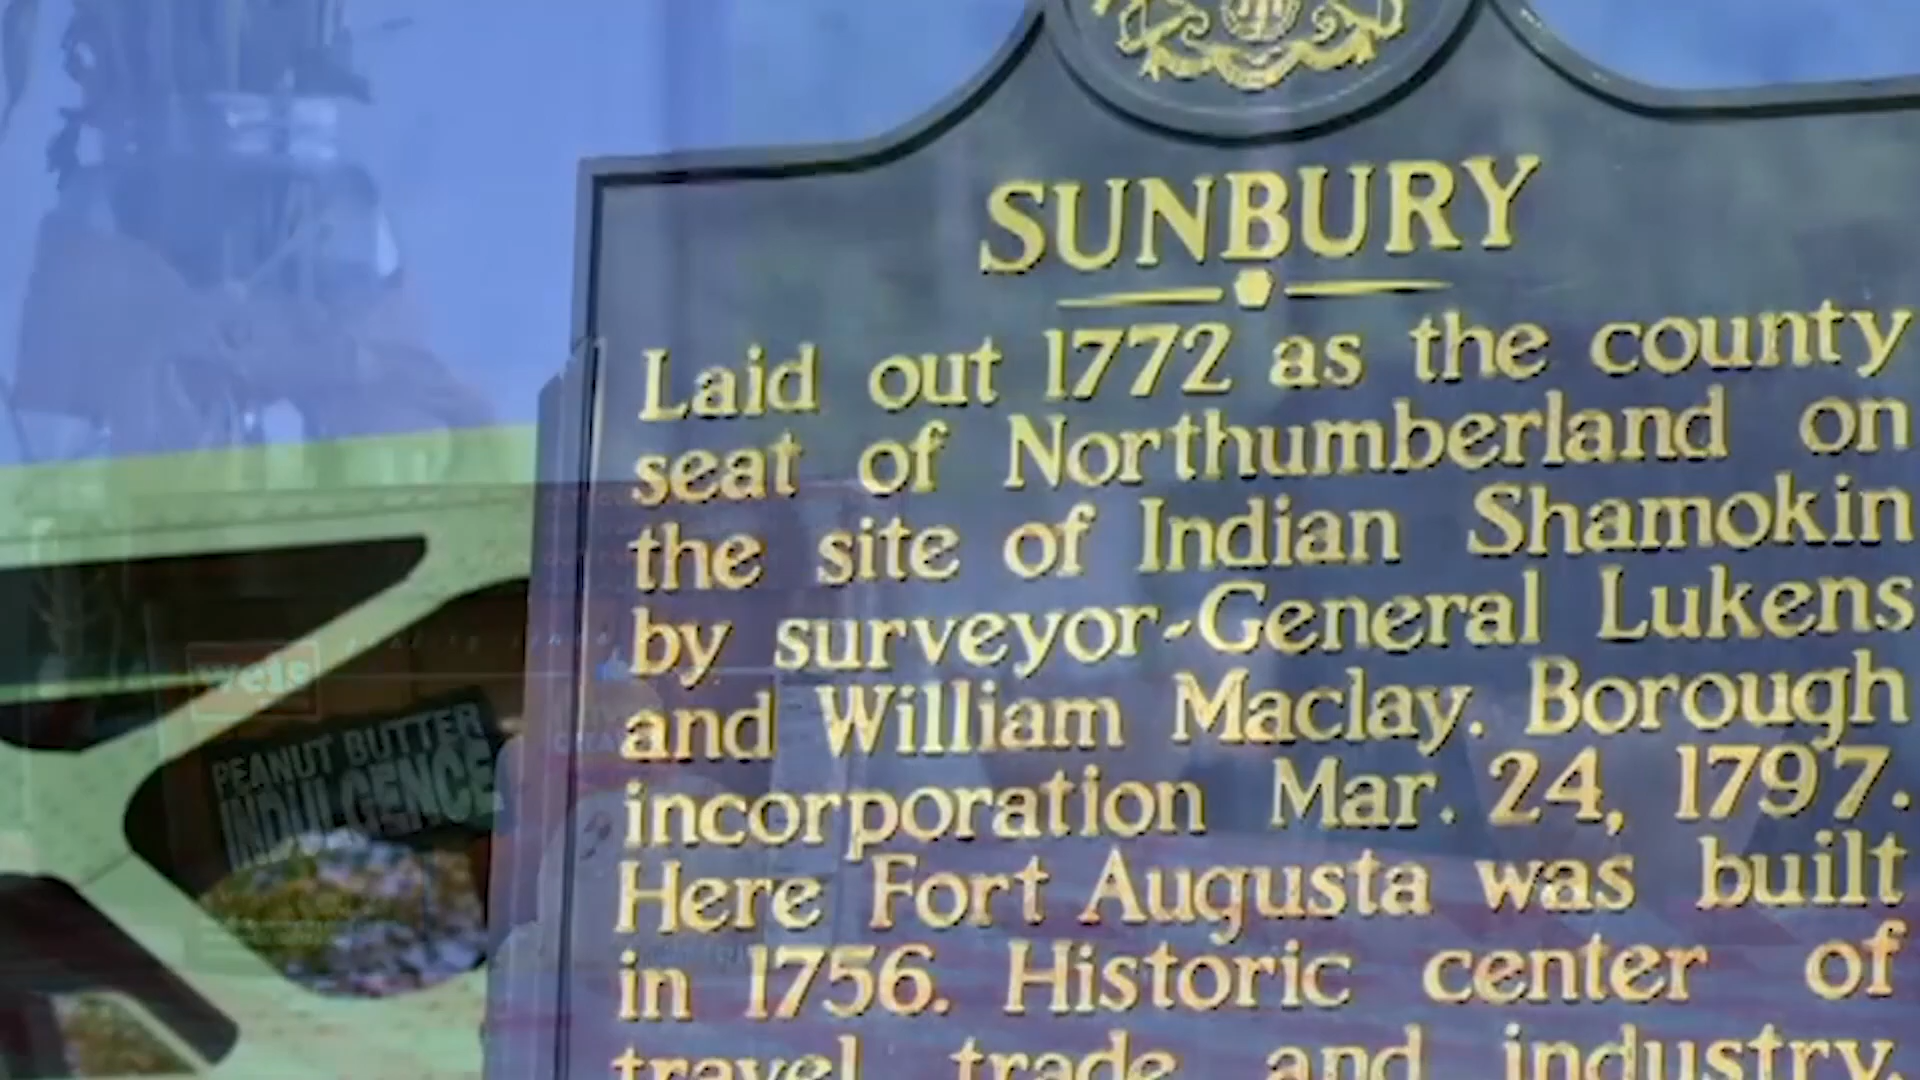 SUNBURY
Laid out 1772 as the county
seat of Northumberland on
the site of Indian Shamokin
by surveyor-General Lukens
and William Maclay. Borough
incorporation Mar. 24, 1797.
Here Fort Augusta was built
in 1756. Historic center of
travel, trade and industry.
PEANUT BUTTER
INDULGENCE